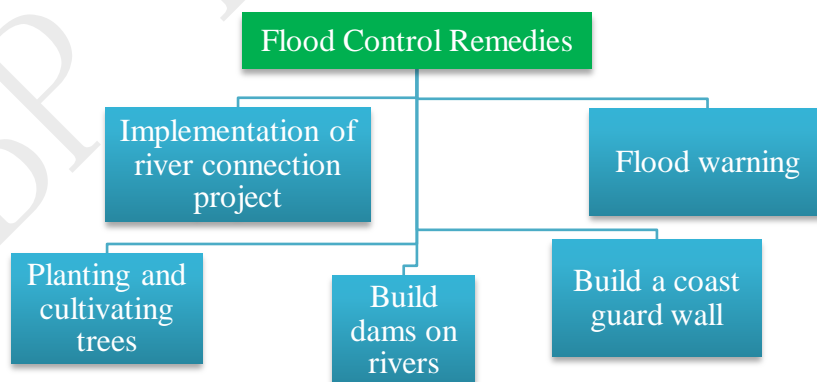 Flood Control Remedies
Implementation of
river connection
project
Flood warning
Planting and
cultivating
trees
Build
dams on
rivers
Build a coast
guard wall